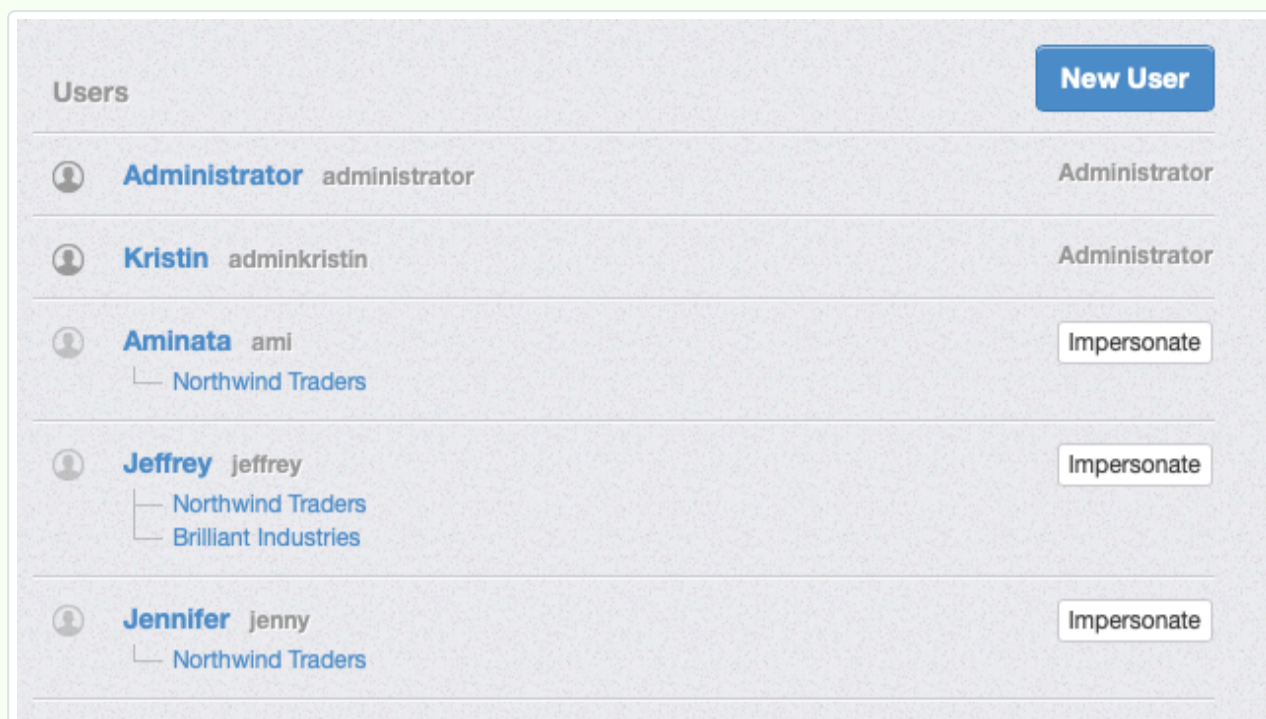 Users
New User
Administrator administrator Administrator
Kristin adminkristin Administrator
Aminata ami Impersonate
Northwind Traders
Jeffrey jeffrey Impersonate
Northwind Traders
Brilliant Industries
Jennifer jenny Impersonate
Northwind Traders